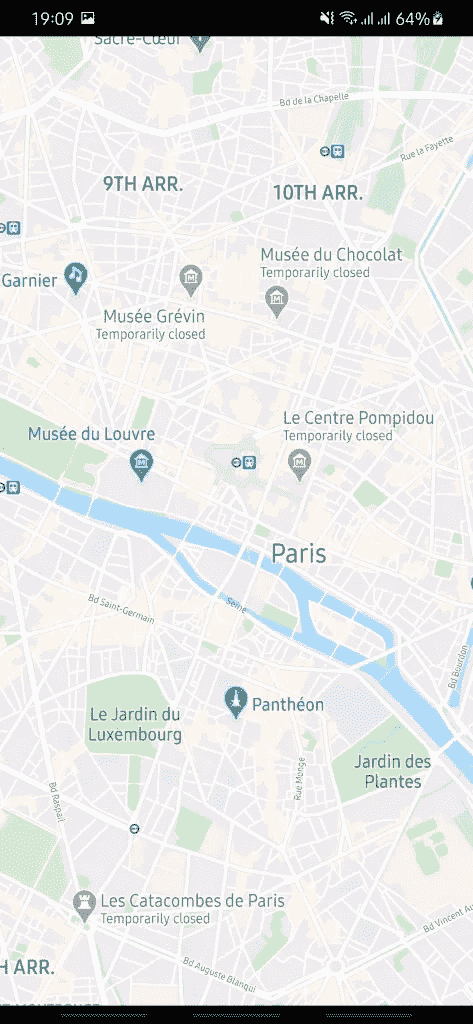 19:09
64%
Sacré-Cœur
Bd de la Chapelle
Rue la Fayette
9TH ARR.
10TH ARR.
Musée du Chocolat
Temporarily closed
Garnier
Musée Grévin
Temporarily closed
Le Centre Pompidou
Temporarily closed
Musée du Louvre
Paris
Seine
Bd Saint-Germain
Bd Bourdon
Panthéon
Le Jardin du
Luxembourg
Rue Monge
Jardin des
Plantes
Bd Raspail
Les Catacombes de Paris
Temporarily closed
Bd Vincent Au
H ARR.
Bd Auguste Blanqui